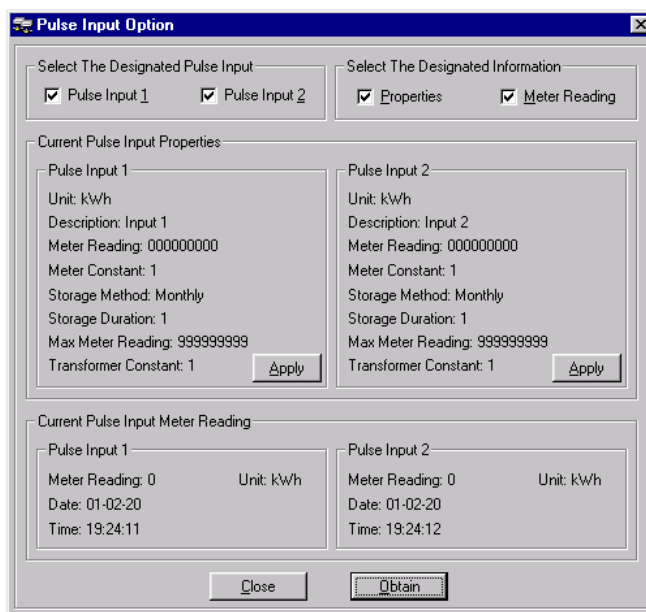 Pulse Input Option
Select The Designated Pulse Input
Pulse Input 1
Pulse Input 2
Select The Designated Information
Properties
Meter Reading
Current Pulse Input Properties
Pulse Input 1
Unit: kWh
Description: Input 1
Meter Reading: 000000000
Meter Constant: 1
Storage Method: Monthly
Storage Duration: 1
Max Meter Reading: 999999999
Transformer Constant: 1
Apply
Pulse Input 2
Unit: kWh
Description: Input 2
Meter Reading: 000000000
Meter Constant: 1
Storage Method: Monthly
Storage Duration: 1
Max Meter Reading: 999999999
Transformer Constant: 1
Apply
Current Pulse Input Meter Reading
Pulse Input 1
Meter Reading: 0 Unit: kWh
Date: 01-02-20
Time: 19:24:11
Pulse Input 2
Meter Reading: 0 Unit: kWh
Date: 01-02-20
Time: 19:24:12
Close
Obtain